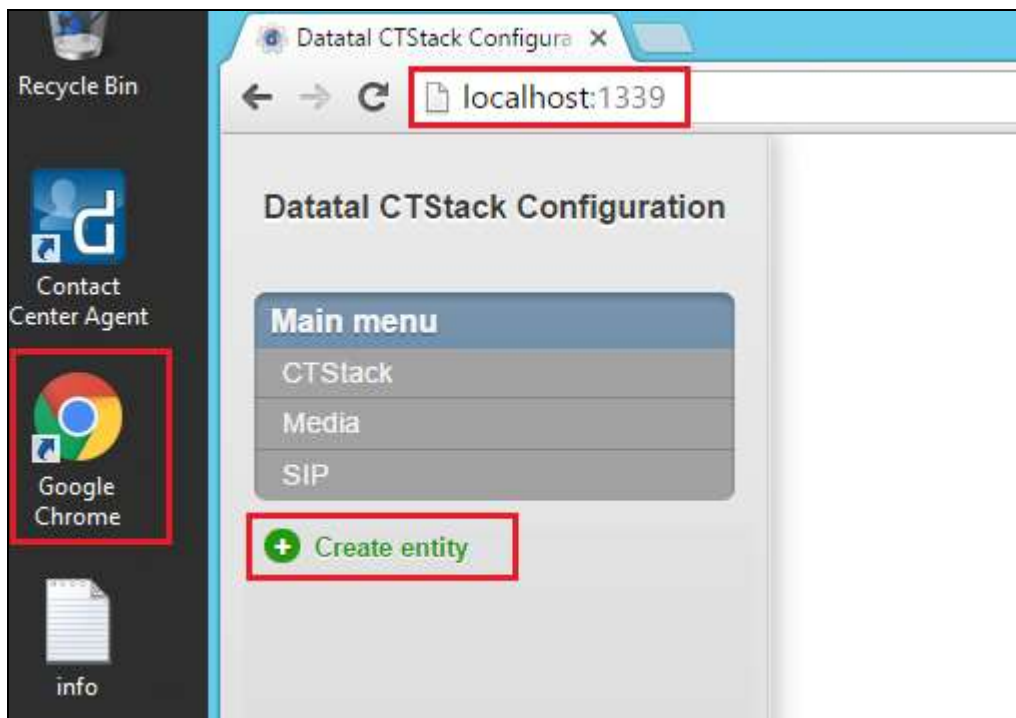 Recycle Bin
Contact
Center Agent
Google
Chrome
info
Datatal CTStack Configura
localhost:1339
Datatal CTStack Configuration
Main menu
CTStack
Media
SIP
Create entity